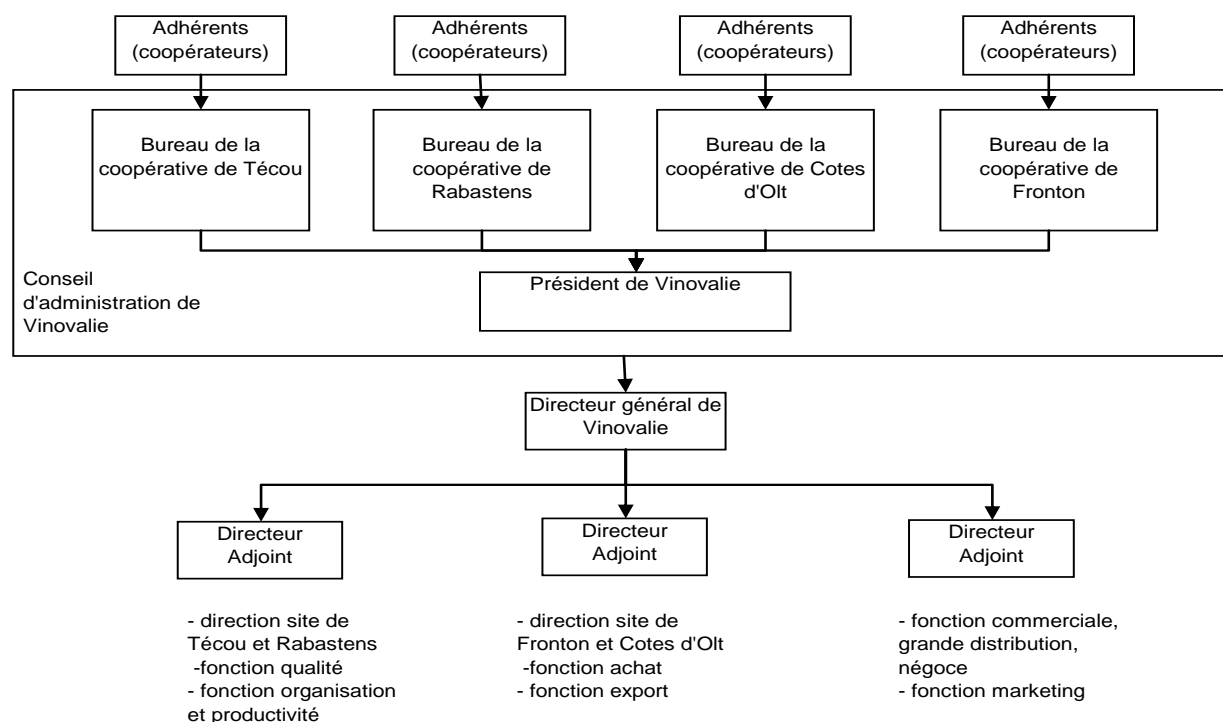 Adhérents
(coopérateurs)
Adhérents
(coopérateurs)
Adhérents
(coopérateurs)
Adhérents
(coopérateurs)
Bureau de la
coopérative de Técou
Bureau de la
coopérative de
Rabastens
Bureau de la
coopérative de Cotes
d'Olt
Bureau de la
coopérative de
Fronton
Conseil
d'administration de
Vinovalie
Président de Vinovalie
Directeur général de
Vinovalie
Directeur
Adjoint
Directeur
Adjoint
Directeur
Adjoint
- direction site de
Técou et Rabastens
-fonction qualité
- fonction organisation
et productivité
- direction site de
Fronton et Cotes d'Olt
-fonction achat
- fonction export
- fonction commerciale,
grande distribution,
négoce
- fonction marketing